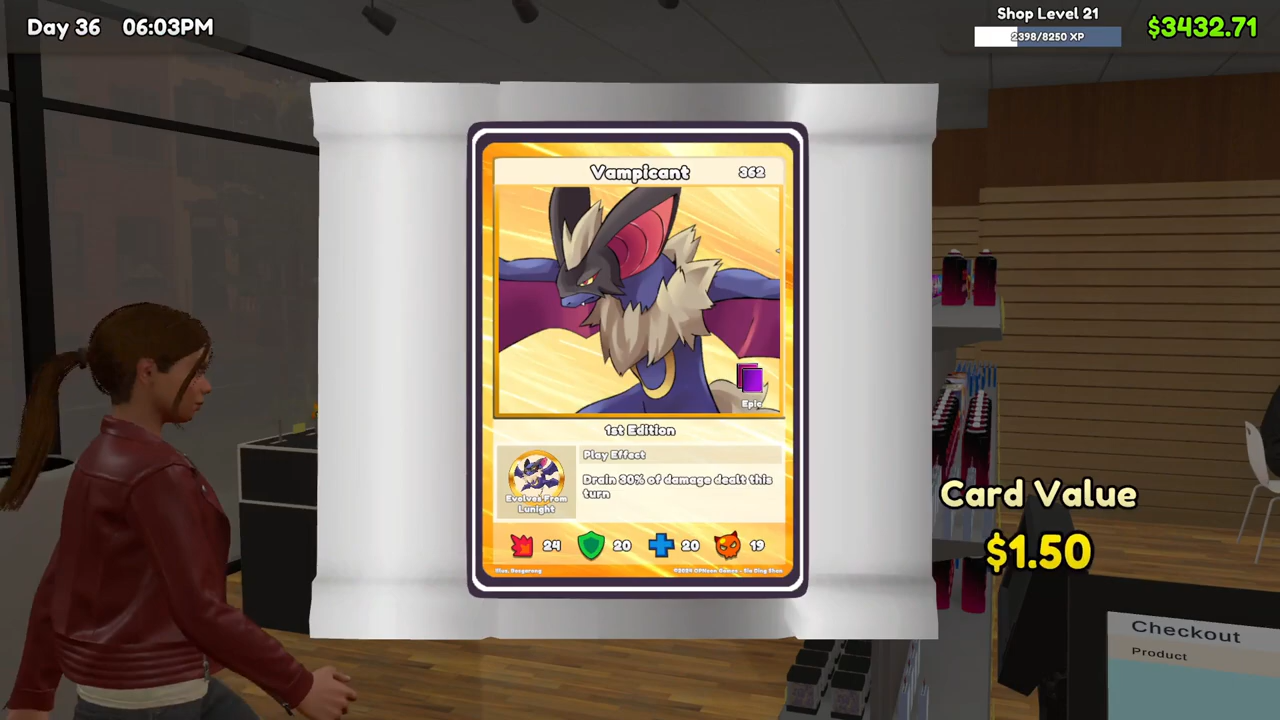 Day 36 06:03PM
Shop Level 21
2398/8250 XP
$3432.71
Vampicant 362
Epic
1st Edition
Play Effect
Drain 30% of damage dealt this
turn
Evolves From
Lunight
24 20 20 19
Card Value
$1.50
Checkout
Product